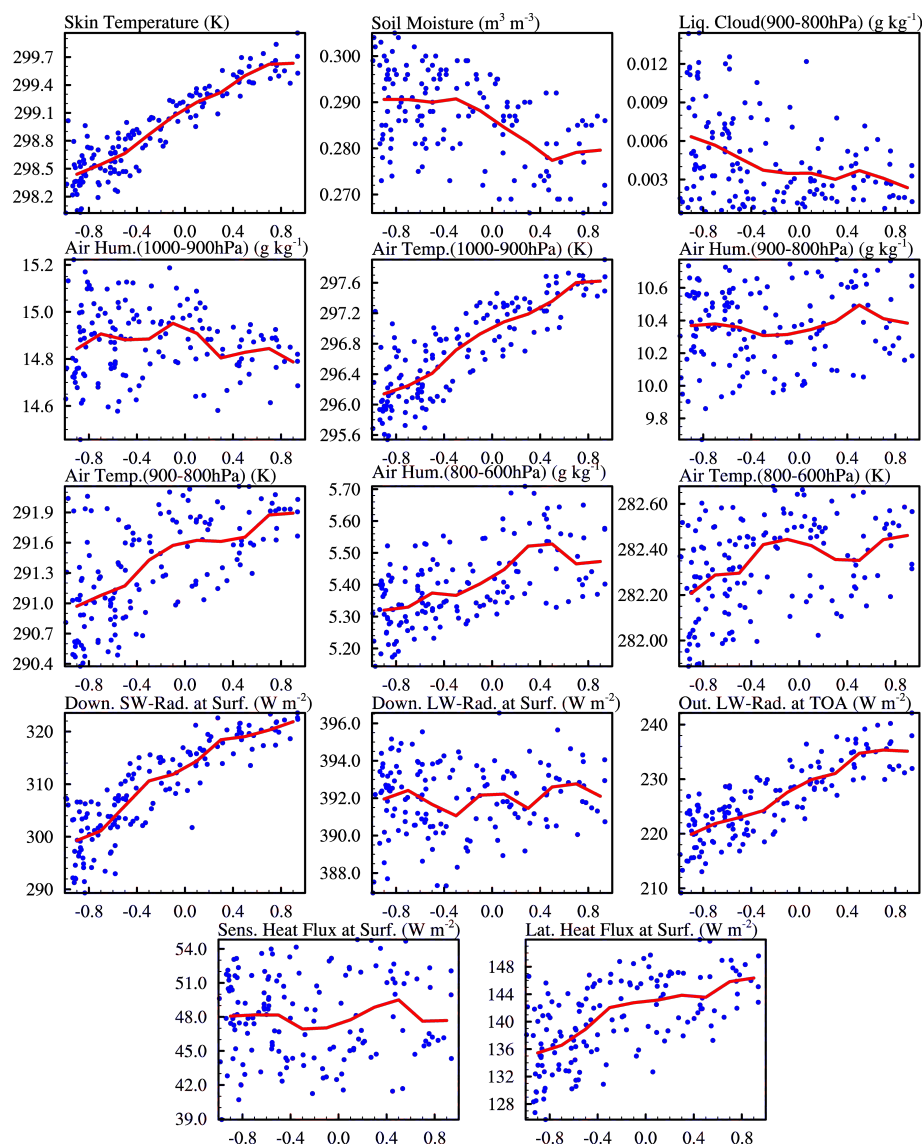 Skin Temperature (K) Soil Moisture (m³ m⁻³) Liq. Cloud(900-800hPa) (g kg⁻¹)
299.7 0.300 0.012
299.4
299.1 0.290 0.009
298.8 0.006
298.5 0.280
298.2 0.270 0.003
-0.8 -0.4 0.0 0.4 0.8 -0.8 -0.4 0.0 0.4 0.8 -0.8 -0.4 0.0 0.4 0.8
Air Hum.(1000-900hPa) (g kg⁻¹) Air Temp.(1000-900hPa) (K) Air Hum.(900-800hPa) (g kg⁻¹)
15.2 297.6 10.6
15.0 297.2 10.4
14.8 296.8 10.2
14.6 296.4 10.0
296.0 9.8
295.6
-0.8 -0.4 0.0 0.4 0.8 -0.8 -0.4 0.0 0.4 0.8 -0.8 -0.4 0.0 0.4 0.8
Air Temp.(900-800hPa) (K) Air Hum.(800-600hPa) (g kg⁻¹) Air Temp.(800-600hPa) (K)
291.9 5.70 282.60
291.6 5.60 282.40
291.3 5.50 282.20
291.0 5.40 282.00
290.7 5.30
290.4 5.20
-0.8 -0.4 0.0 0.4 0.8 -0.8 -0.4 0.0 0.4 0.8 -0.8 -0.4 0.0 0.4 0.8
Down. SW-Rad. at Surf. (W m⁻²) Down. LW-Rad. at Surf. (W m⁻²) Out. LW-Rad. at TOA (W m⁻²)
320 396.0 240
310 394.0 230
300 392.0 220
290 390.0 210
388.0
-0.8 -0.4 0.0 0.4 0.8 -0.8 -0.4 0.0 0.4 0.8 -0.8 -0.4 0.0 0.4 0.8
Sens. Heat Flux at Surf. (W m⁻²) Lat. Heat Flux at Surf. (W m⁻²)
54.0 148
51.0 144
48.0 140
45.0 136
42.0 132
39.0 128
-0.8 -0.4 0.0 0.4 0.8 -0.8 -0.4 0.0 0.4 0.8